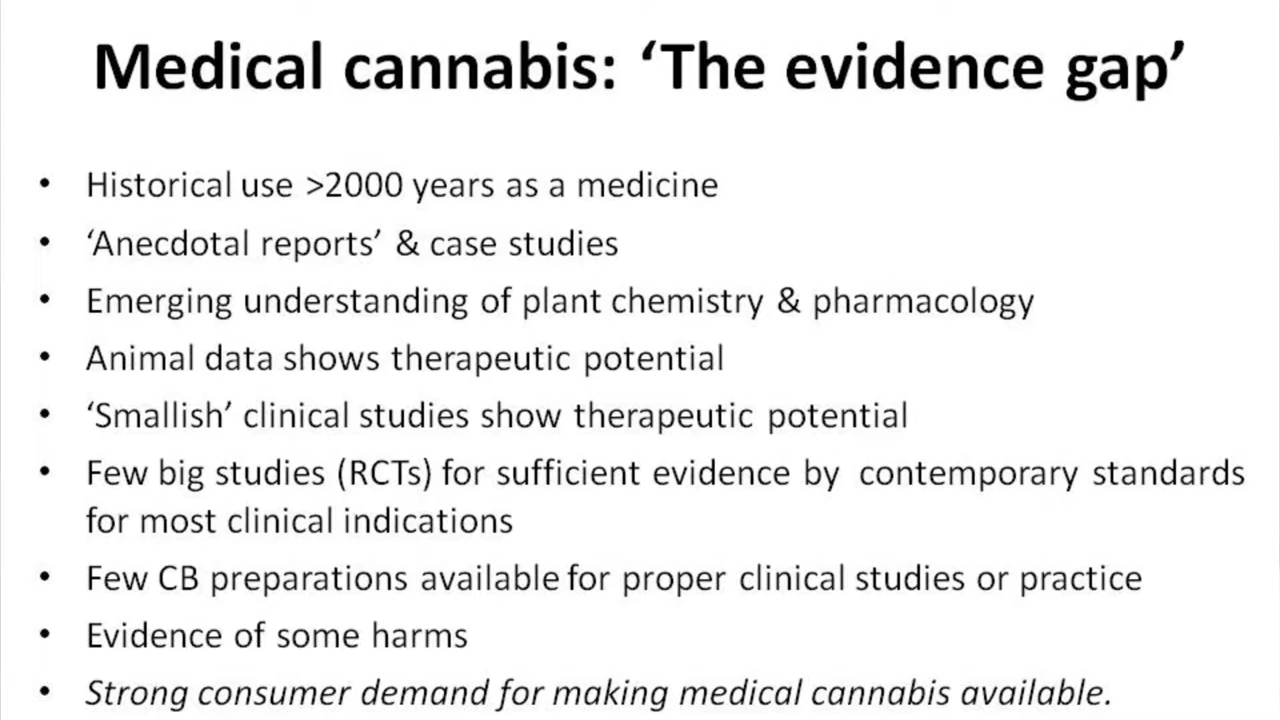 Medical cannabis: ‘The evidence gap’
• Historical use >2000 years as a medicine
• ‘Anecdotal reports’ & case studies
• Emerging understanding of plant chemistry & pharmacology
• Animal data shows therapeutic potential
• ‘Smallish’ clinical studies show therapeutic potential
• Few big studies (RCTs) for sufficient evidence by contemporary standards
for most clinical indications
• Few CB preparations available for proper clinical studies or practice
• Evidence of some harms
• Strong consumer demand for making medical cannabis available.